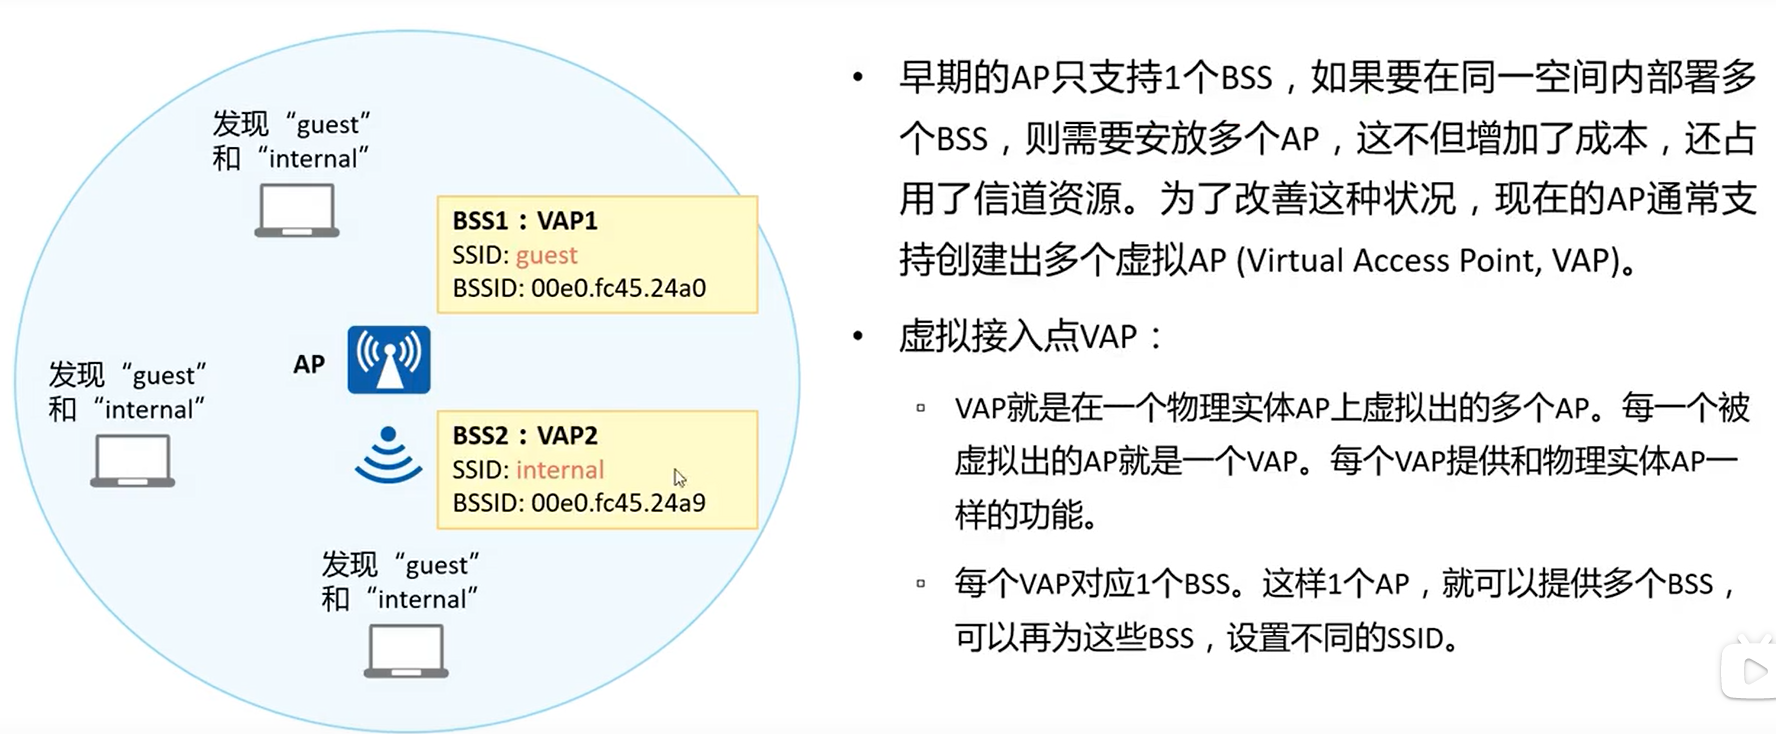 发现“guest”
和“internal”
BSS1：VAP1
SSID: guest
BSSID: 00e0.fc45.24a0
AP
发现“guest”
和“internal”
BSS2：VAP2
SSID: internal
BSSID: 00e0.fc45.24a9
发现“guest”
和“internal”
• 早期的AP只支持1个BSS，如果要在同一空间内部署多
个BSS，则需要安放多个AP，这不但增加了成本，还占
用了信道资源。为了改善这种状况，现在的AP通常支
持创建出多个虚拟AP (Virtual Access Point, VAP)。
• 虚拟接入点VAP：
▫ VAP就是在一个物理实体AP上虚拟出的多个AP。每一个被
虚拟出的AP就是一个VAP。每个VAP提供和物理实体AP一
样的功能。
▫ 每个VAP对应1个BSS。这样1个AP，就可以提供多个BSS，
可以再为这些BSS，设置不同的SSID。